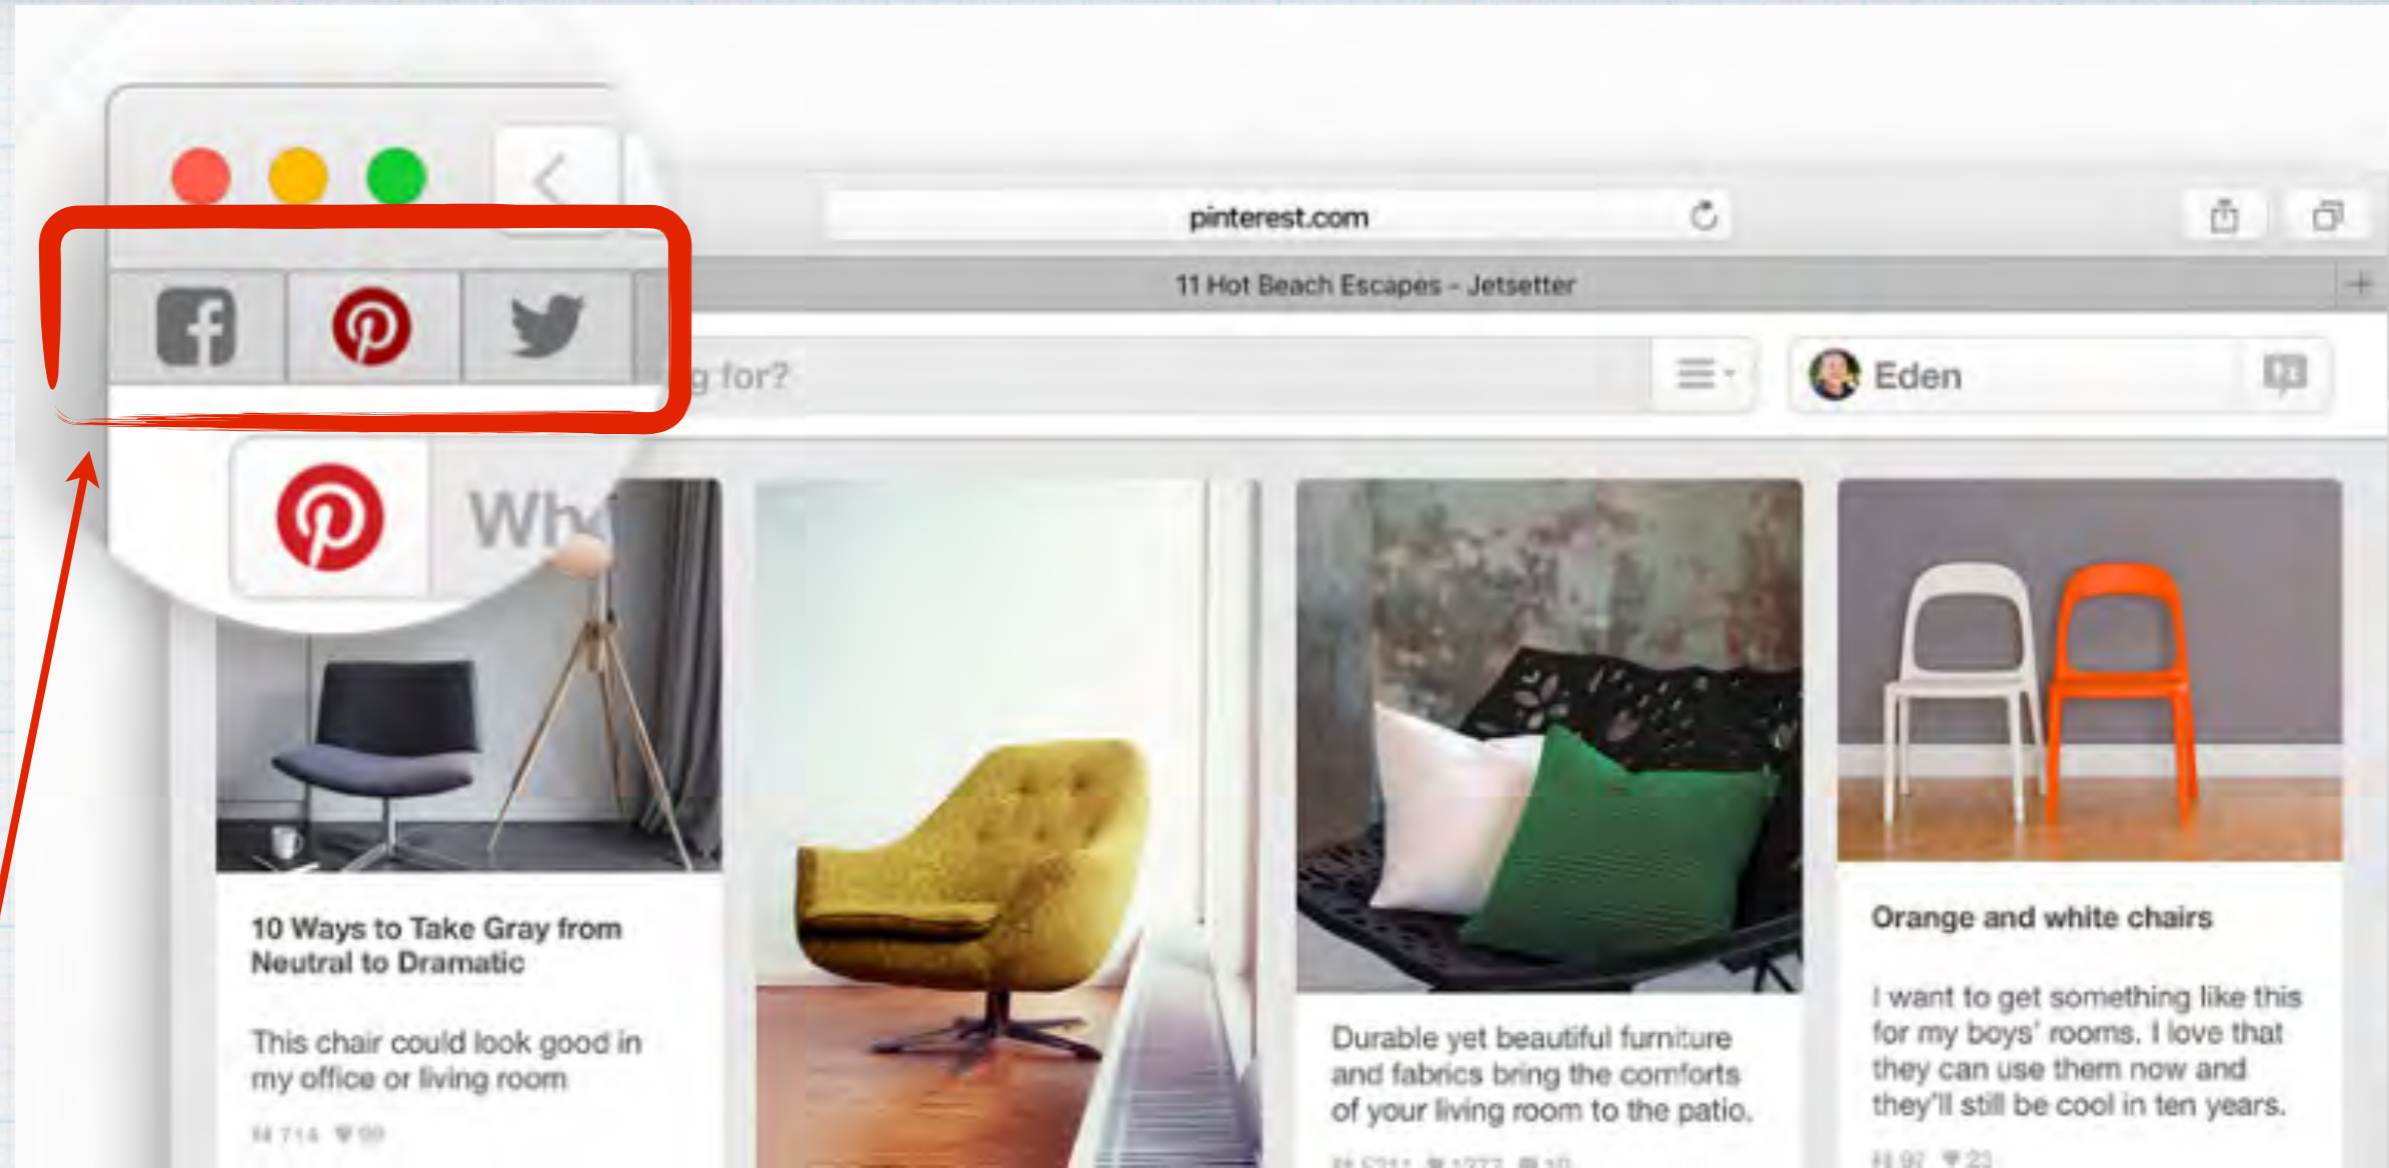 pinterest.com
11 Hot Beach Escapes - Jetsetter
g for?
Eden
Wh
10 Ways to Take Gray from
Neutral to Dramatic
This chair could look good in
my office or living room
714 99
Durable yet beautiful furniture
and fabrics bring the comforts
of your living room to the patio.
Orange and white chairs
I want to get something like this
for my boys' rooms. I love that
they can use them now and
they'll still be cool in ten years.
97 23